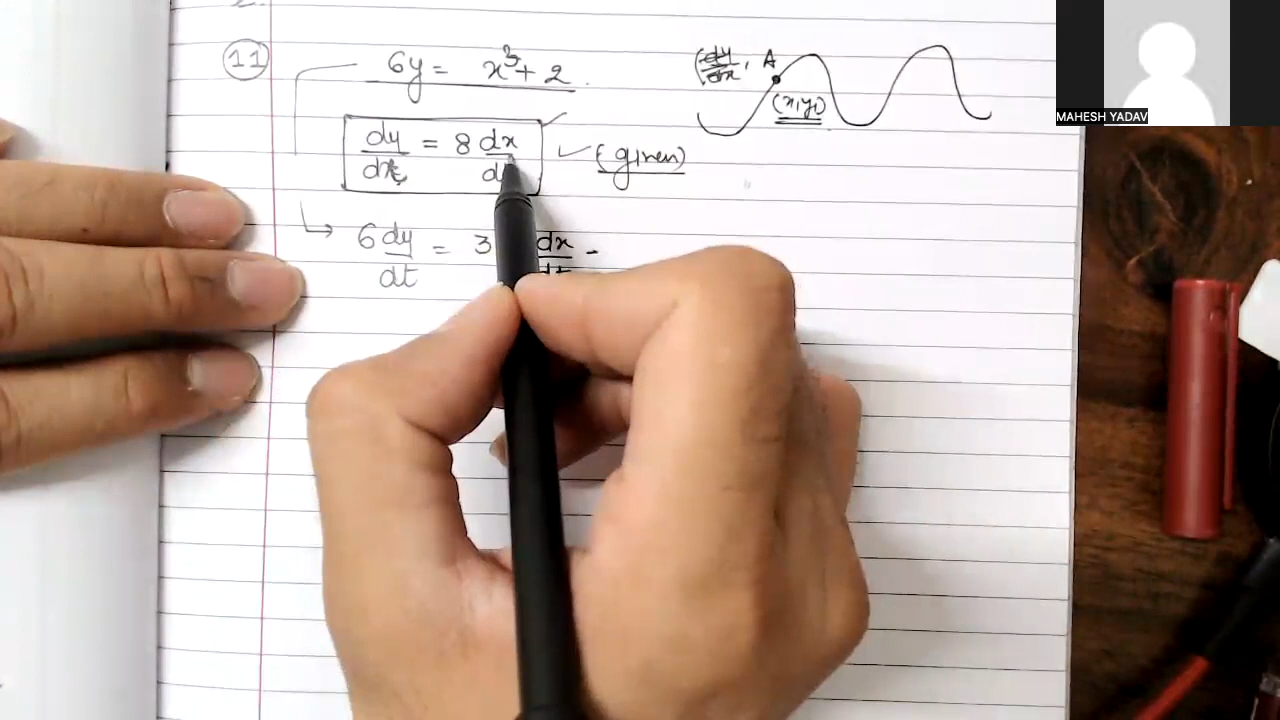 11
6y = x³ + 2
dy/dt = 8 dx/d
(given)
6 dy/dt = 3 dx/dt -
dy/dx, A
(x,y)
MAHESH YADAV